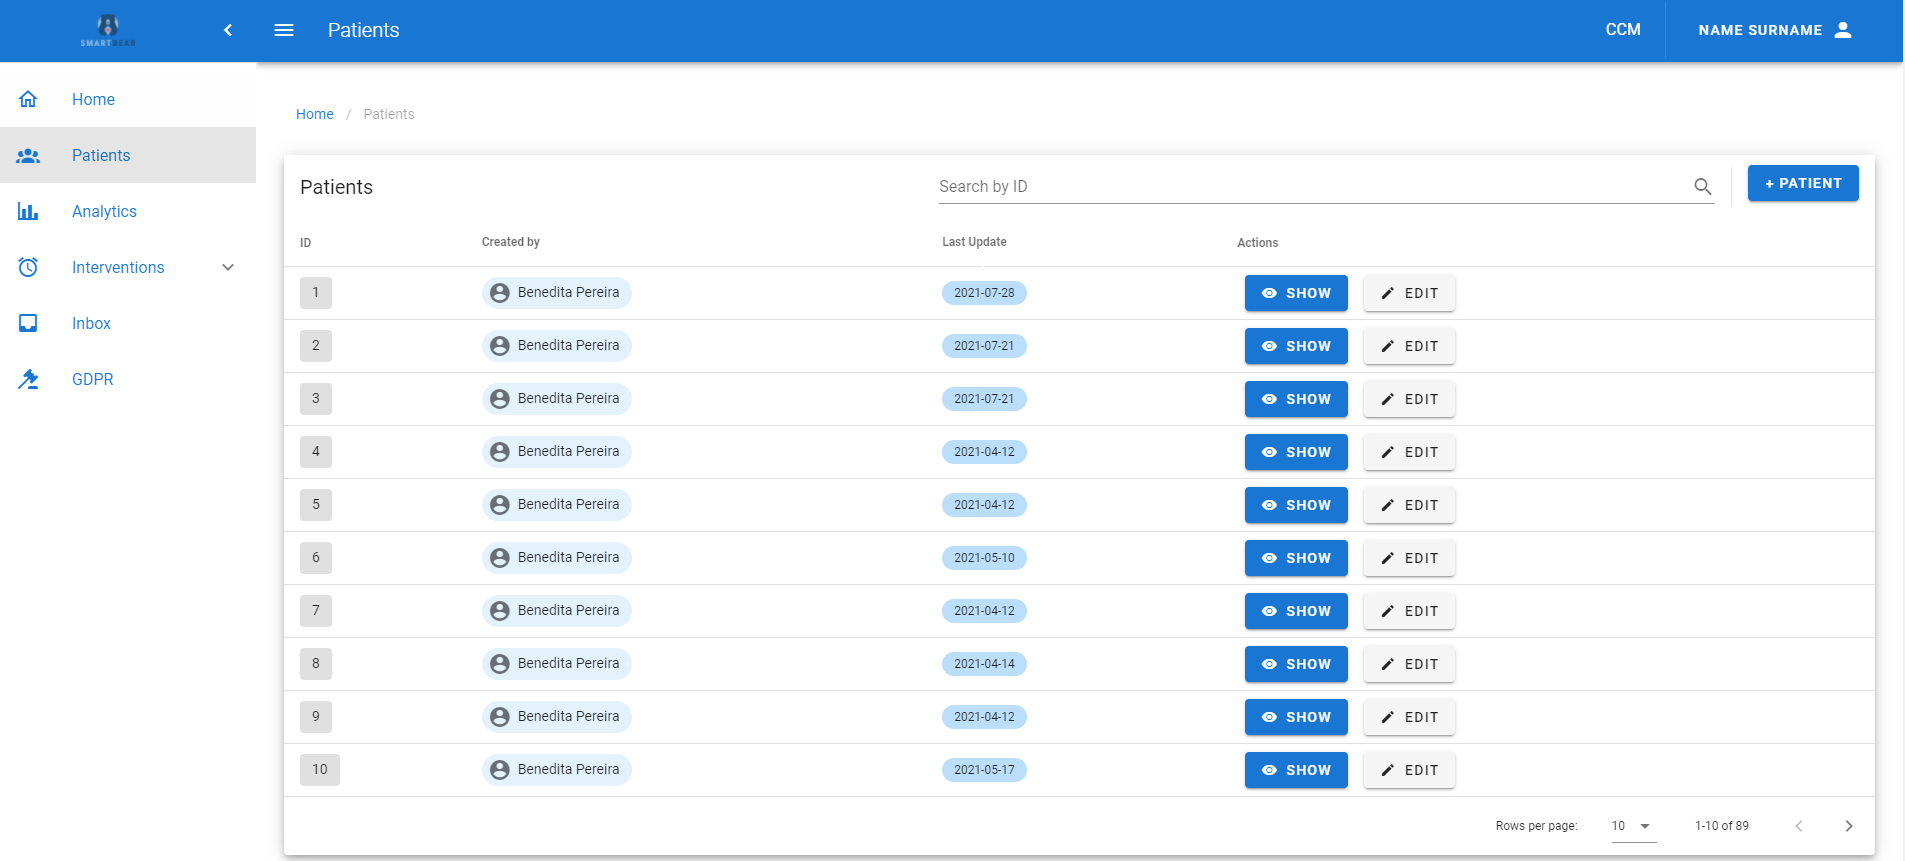 SMARTBEAR
Patients
CCM
NAME SURNAME
Home
Patients
Analytics
Interventions
Inbox
GDPR
Home / Patients
Patients
Search by ID
+ PATIENT
ID Created by Last Update Actions
1 Benedita Pereira 2021-07-28 SHOW EDIT
2 Benedita Pereira 2021-07-21 SHOW EDIT
3 Benedita Pereira 2021-07-21 SHOW EDIT
4 Benedita Pereira 2021-04-12 SHOW EDIT
5 Benedita Pereira 2021-04-12 SHOW EDIT
6 Benedita Pereira 2021-05-10 SHOW EDIT
7 Benedita Pereira 2021-04-12 SHOW EDIT
8 Benedita Pereira 2021-04-14 SHOW EDIT
9 Benedita Pereira 2021-04-12 SHOW EDIT
10 Benedita Pereira 2021-05-17 SHOW EDIT
Rows per page: 10 1-10 of 89